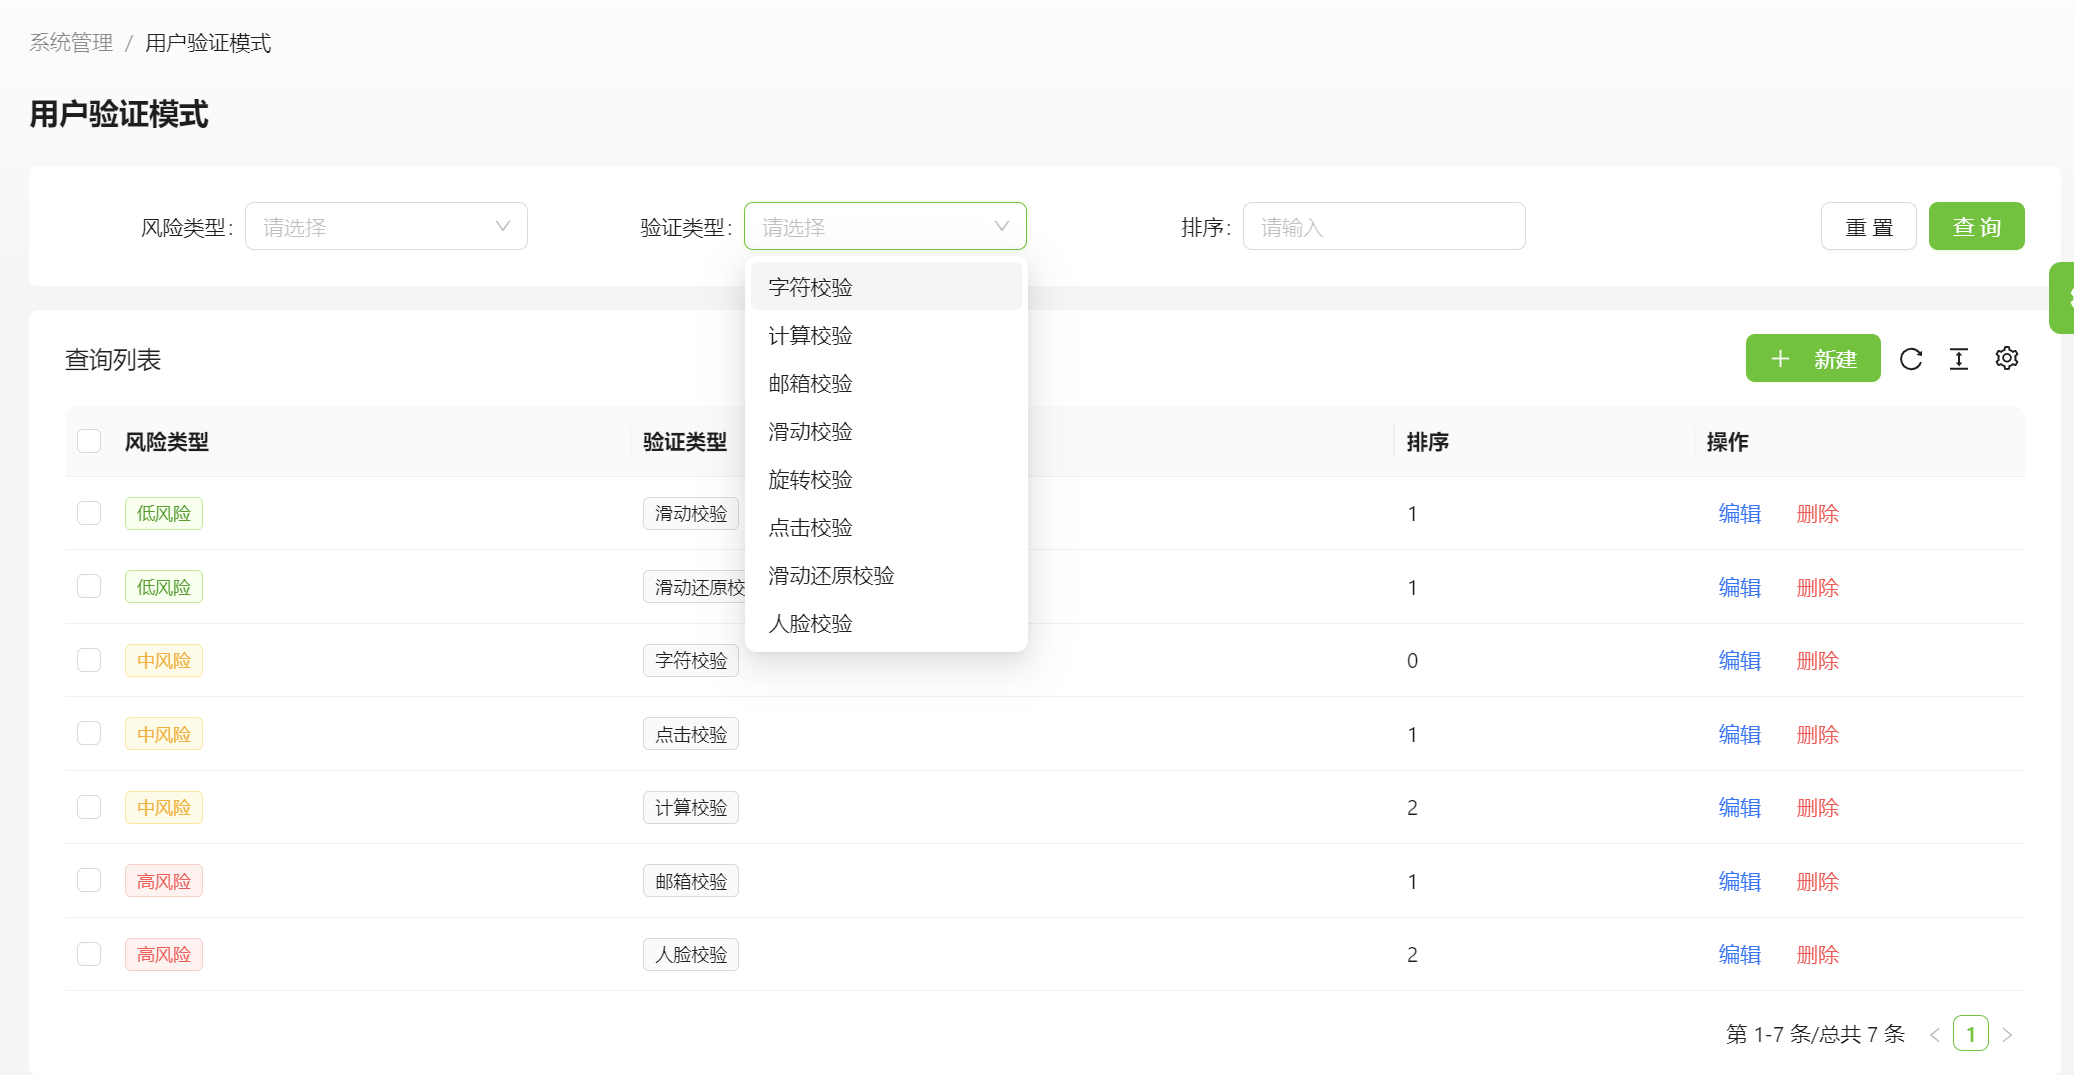 系统管理 / 用户验证模式
用户验证模式
风险类型: 请选择 验证类型: 请选择 排序: 请输入 重 置 查 询
字符校验
计算校验
邮箱校验
滑动校验
旋转校验
点击校验
滑动还原校验
人脸校验
查询列表 新建
风险类型 验证类型 排序 操作
低风险 滑动校验 1 编辑 删除
低风险 滑动还原校 1 编辑 删除
中风险 字符校验 0 编辑 删除
中风险 点击校验 1 编辑 删除
中风险 计算校验 2 编辑 删除
高风险 邮箱校验 1 编辑 删除
高风险 人脸校验 2 编辑 删除
第 1-7 条/总共 7 条 < 1 >